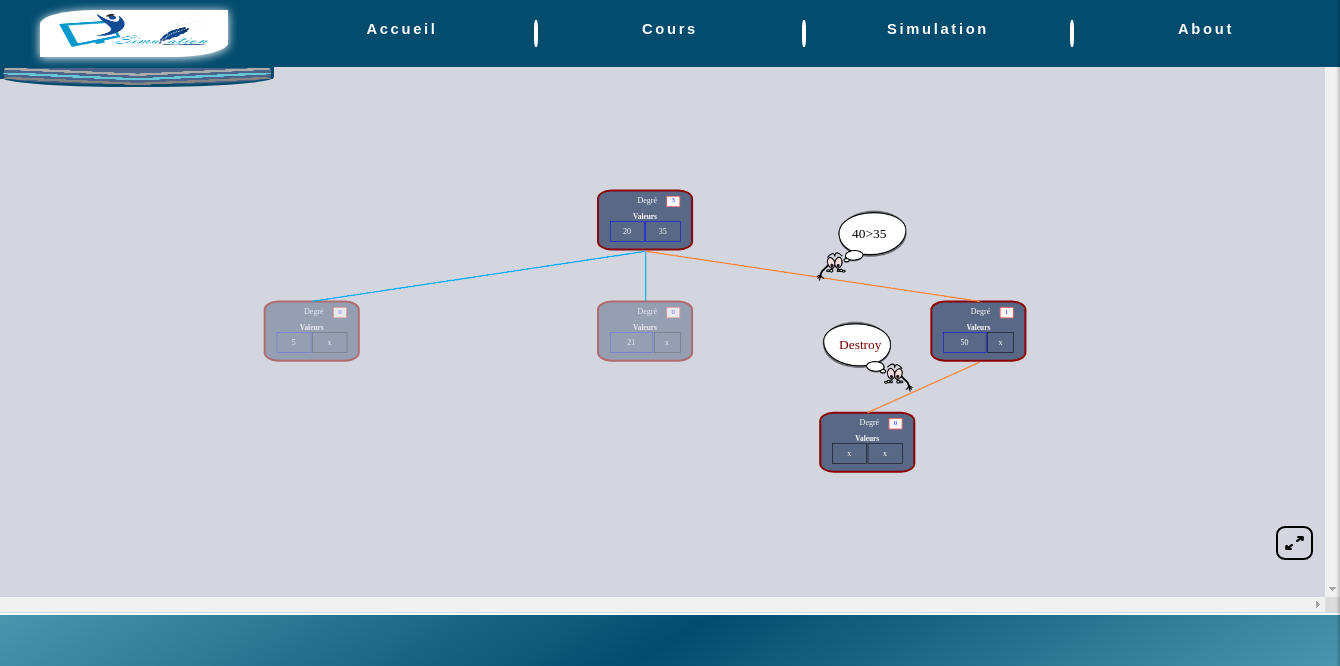 Simulation
Accueil
Cours
Simulation
About
Degré 3
Valeurs
20 35
40>35
Degré 0
Valeurs
5 x
Degré 0
Valeurs
21 x
Degré 1
Valeurs
50 x
Destroy
Degré 0
Valeurs
x x